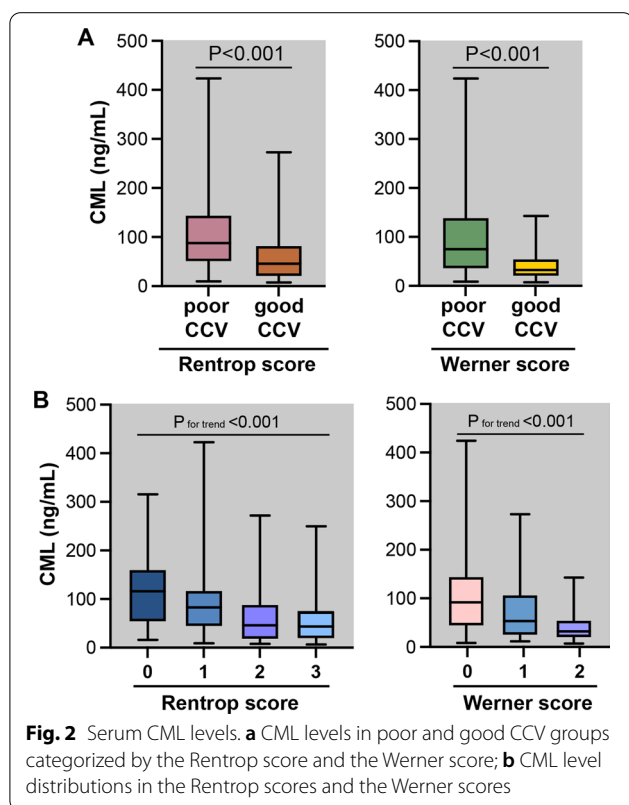 A
500
400
300
200
100
0
CML (ng/mL)
P<0.001
poor CCV
good CCV
Rentrop score
500
400
300
200
100
0
P<0.001
poor CCV
good CCV
Werner score
B
500
400
300
200
100
0
CML (ng/mL)
P for trend <0.001
0 1 2 3
Rentrop score
500
400
300
200
100
0
P for trend <0.001
0 1 2
Werner score
Fig. 2 Serum CML levels. a CML levels in poor and good CCV groups
categorized by the Rentrop score and the Werner score; b CML level
distributions in the Rentrop scores and the Werner scores